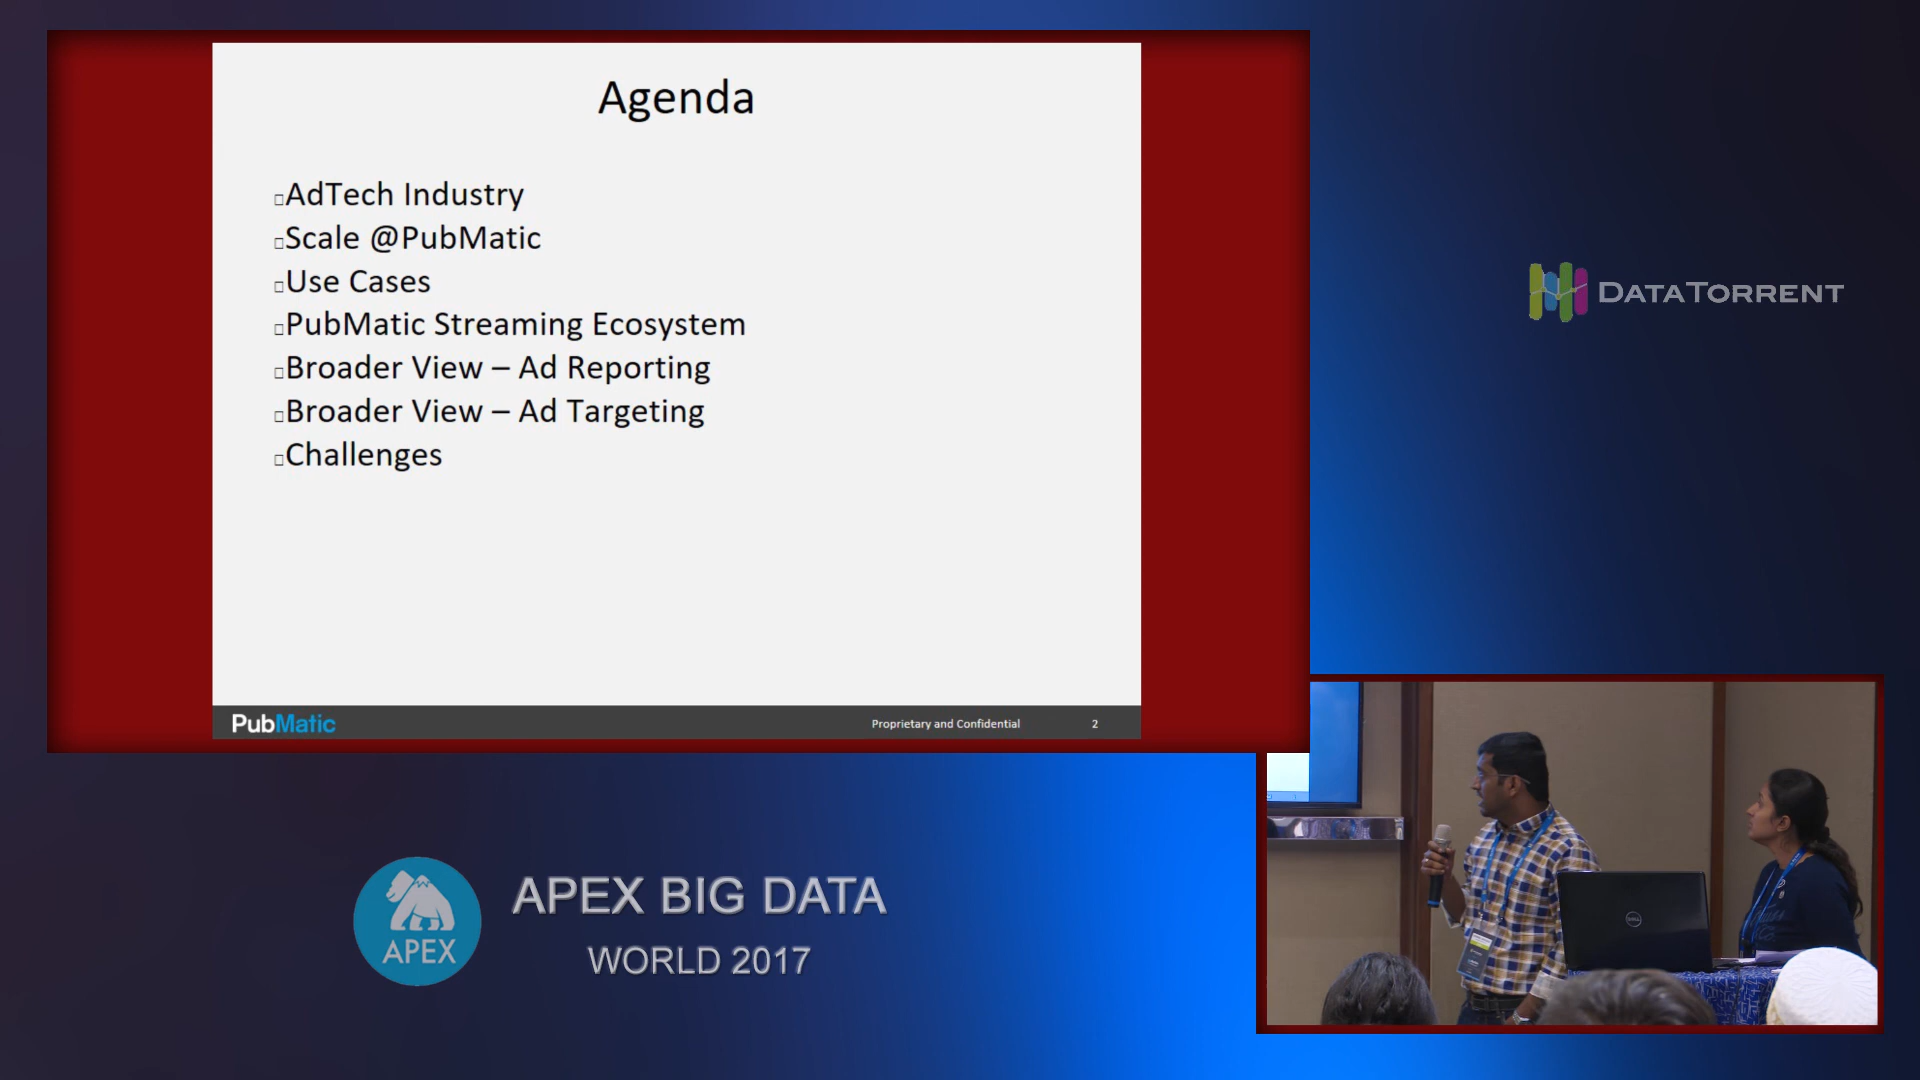 Agenda
AdTech Industry
Scale @PubMatic
Use Cases
PubMatic Streaming Ecosystem
Broader View – Ad Reporting
Broader View – Ad Targeting
Challenges
PubMatic
Proprietary and Confidential
2
DATATORRENT
APEX
APEX BIG DATA
WORLD 2017
DELL